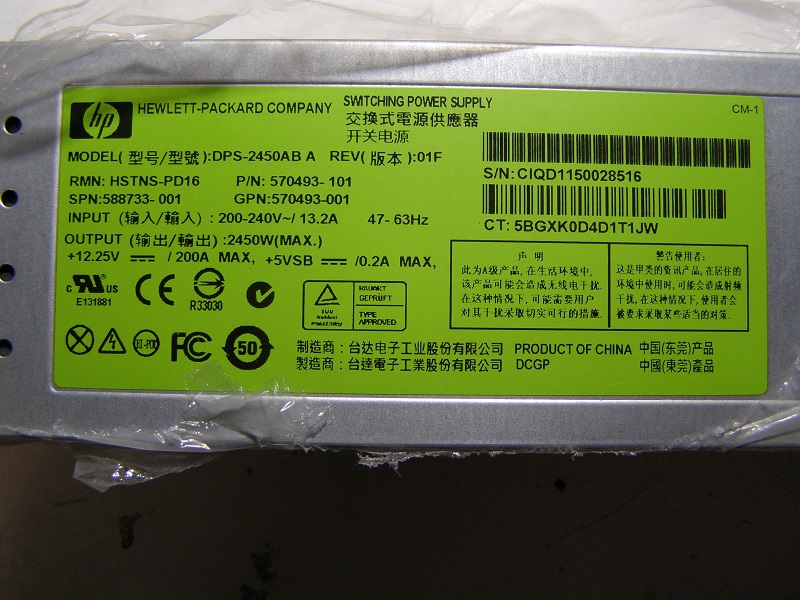 hp HEWLETT-PACKARD COMPANY
SWITCHING POWER SUPPLY
交換式電源供應器
开关电源
CM-1
MODEL(型号/型號):DPS-2450AB A REV(版本):01F
RMN: HSTNS-PD16 P/N: 570493-101
SPN:588733-001 GPN:570493-001
INPUT (输入/輸入) : 200-240V~/ 13.2A 47-63Hz
OUTPUT (输出/輸出) :2450W(MAX.)
+12.25V / 200A MAX, +5VSB /0.2A MAX,
S/N: CIQD1150028516
CT: 5BGXK0D4D1T1JW
c UL US
E131881
CE
R33030
TUV
BAUART
GEPRUFT
TYPE
APPROVED
声 明
此为A级产品, 在生活环境中,
该产品可能会造成无线电干扰.
在这种情况下, 可能需要用户
对其干扰采取切实可行的措施.
警告使用者:
这是甲类的资讯产品, 在居住的
环境中使用时, 可能会造成射频
干扰, 在这种情况下, 使用者会
被要求采取某些适当的对策.
HI-POT
FC
50
制造商: 台达电子工业股份有限公司 PRODUCT OF CHINA 中国(东莞)产品
製造商: 台達電子工業股份有限公司 DCGP 中國(東莞)產品